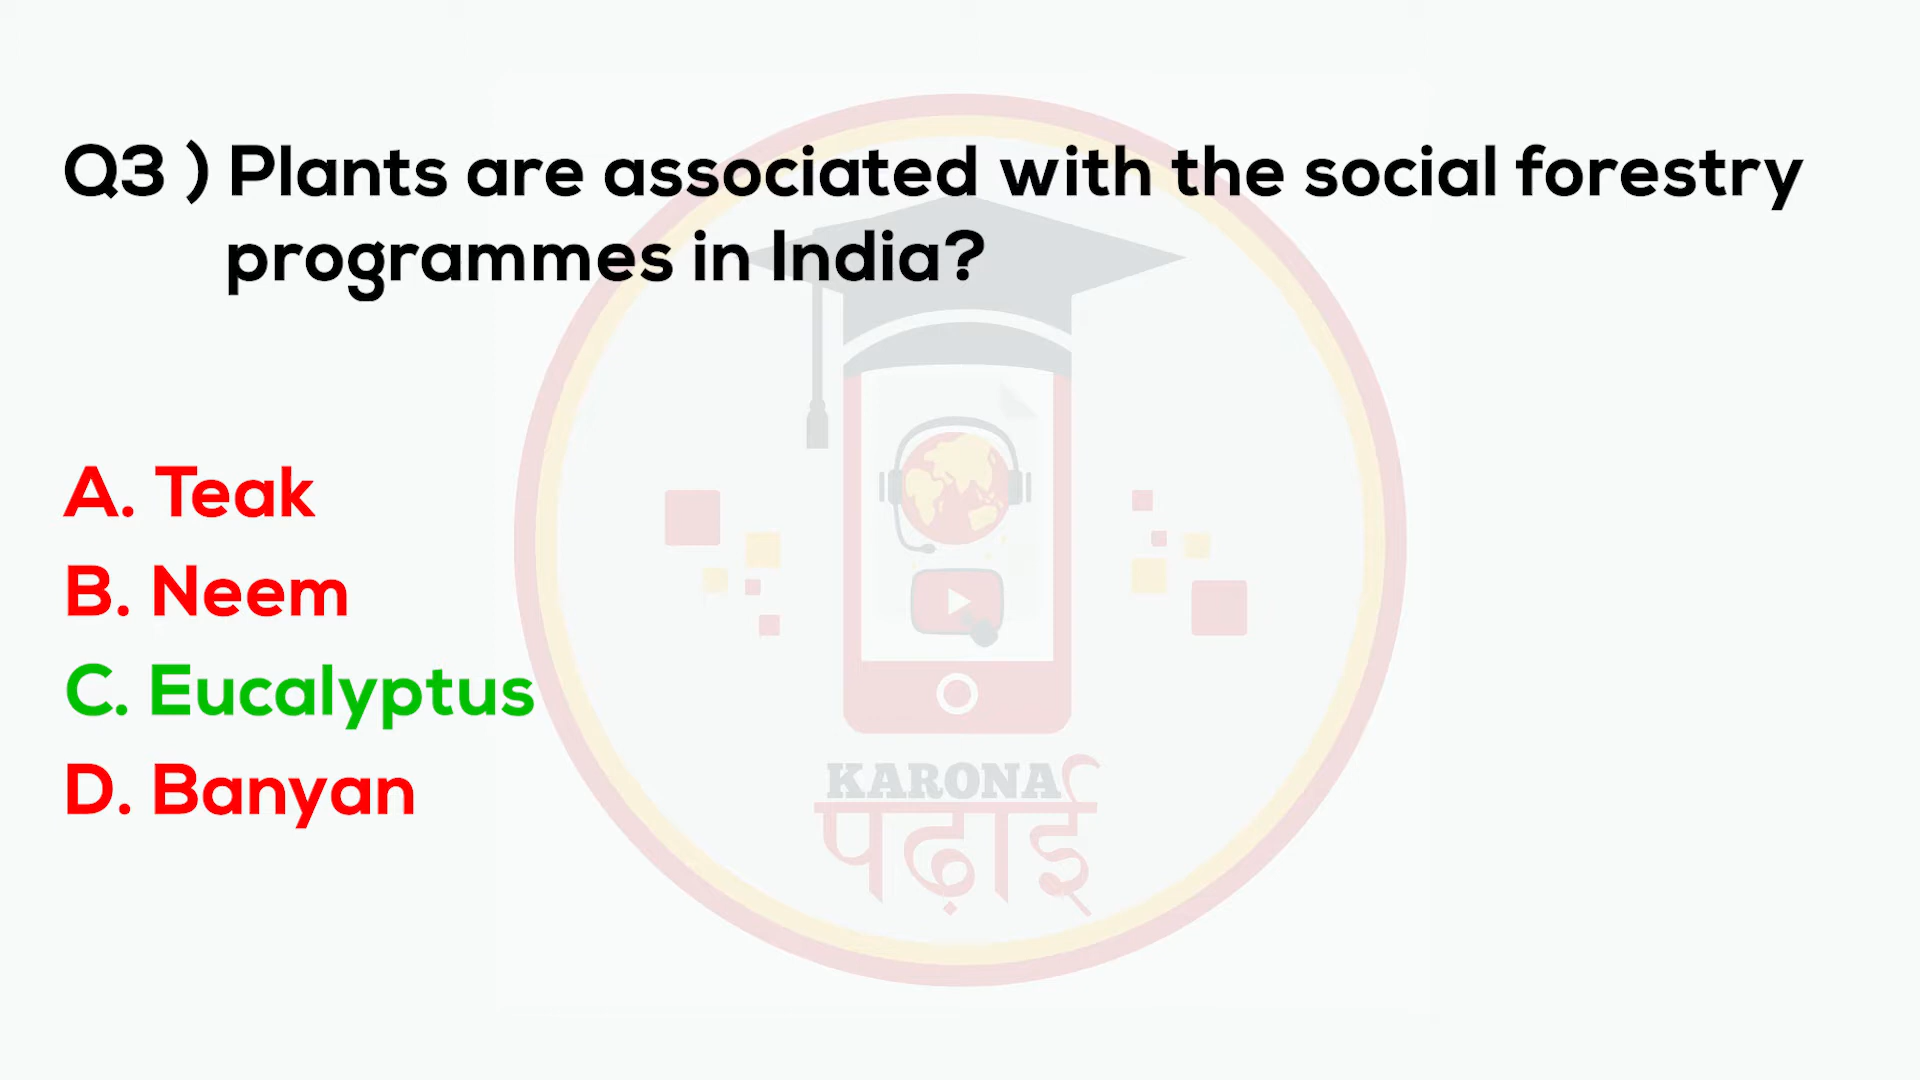 Q3 ) Plants are associated with the social forestry
programmes in India?
A. Teak
B. Neem
C. Eucalyptus
D. Banyan
KARONA
पढ़ाई